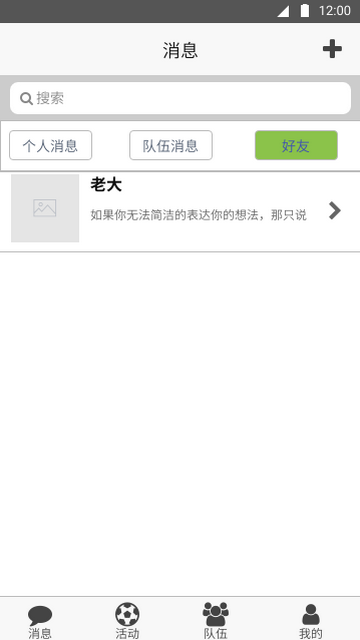 12:00
消息
搜索
个人消息 队伍消息 好友
老大
如果你无法简洁的表达你的想法，那只说
消息 活动 队伍 我的